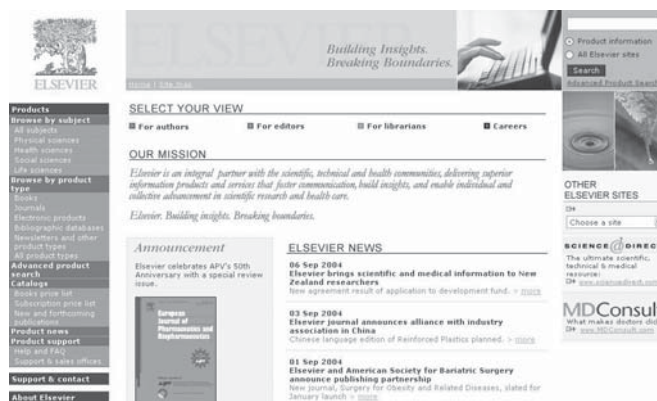 ELSEVIER
ELSEVIER
Building Insights.
Breaking Boundaries.
Home | Site map
Product information
All Elsevier sites
Search
Advanced Product Search
Products
Browse by subject
All subjects
Physical sciences
Health sciences
Social sciences
Life sciences
Browse by product
type
Books
Journals
Electronic products
Bibliographic databases
Newsletters and other
product types
All product types
Advanced product
search
Catalogs
Books price list
Subscription price list
New and forthcoming
publications
Product news
Product support
Help and FAQ
Support & sales offices
Support & contact
About Elsevier
SELECT YOUR VIEW
For authors
For editors
For librarians
Careers
OUR MISSION
Elsevier is an integral partner with the scientific, technical and health communities, delivering superior
information products and services that foster communication, build insights, and enable individual and
collective advancement in scientific research and health care.
Elsevier. Building insights. Breaking boundaries.
Announcement
Elsevier celebrates APV's 50th
Anniversary with a special review
issue.
European
Journal of
Pharmaceutics and
Biopharmaceutics
ELSEVIER NEWS
06 Sep 2004
Elsevier brings scientific and medical information to New
Zealand researchers
New agreement result of application to development fund. > more
03 Sep 2004
Elsevier journal announces alliance with industry
association in China
Chinese language edition of Reinforced Plastics planned. > more
01 Sep 2004
Elsevier and American Society for Bariatric Surgery
announce publishing partnership
New journal, Surgery for Obesity and Related Diseases, slated for
January launch > more
OTHER
ELSEVIER SITES
Choose a site
SCIENCE @ DIRECT
The ultimate scientific,
technical & medical
resource:
www.sciencedirect.com
MDConsult
What makes doctors
www.MDConsult.com